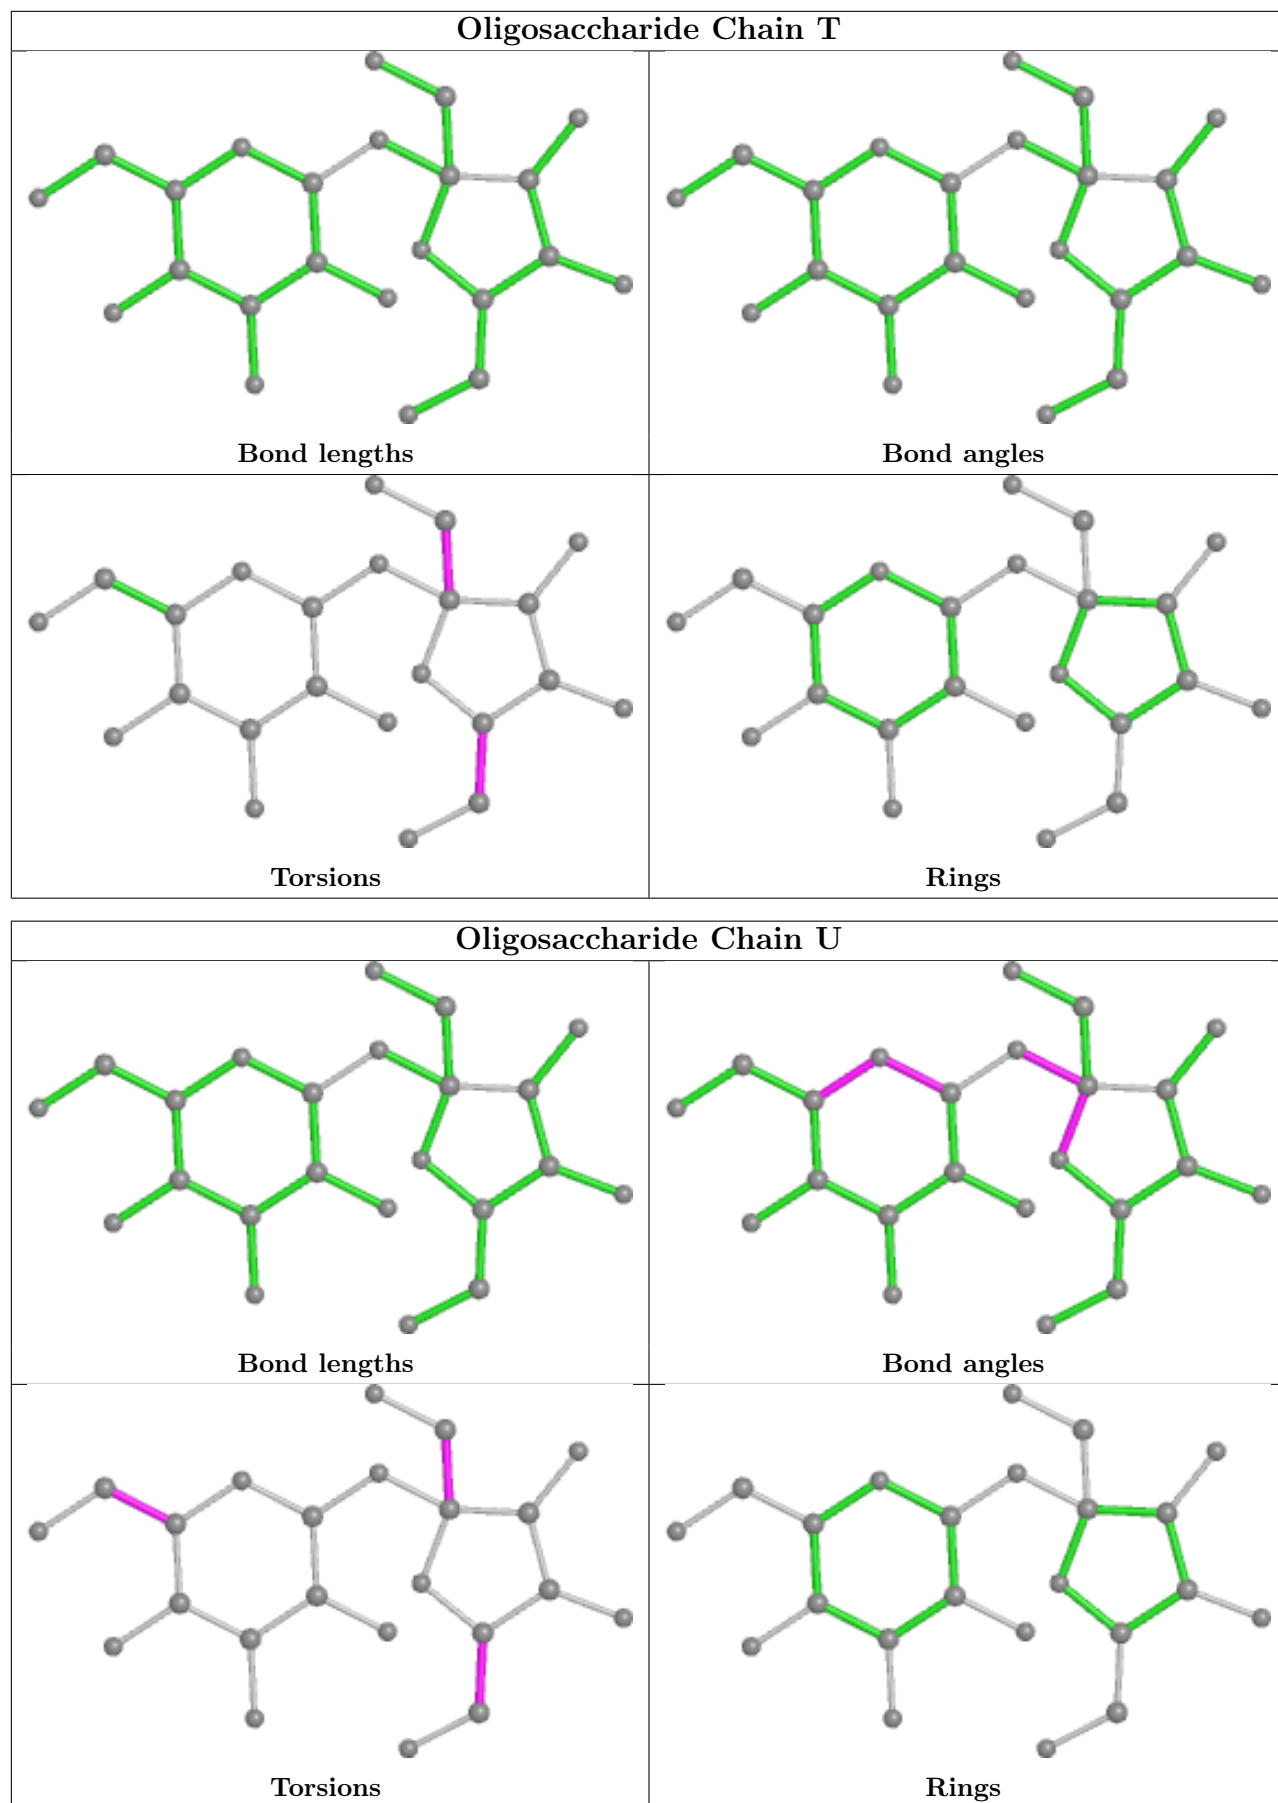 Oligosaccharide Chain T
Bond lengths
Bond angles
Torsions
Rings
Oligosaccharide Chain U
Bond lengths
Bond angles
Torsions
Rings